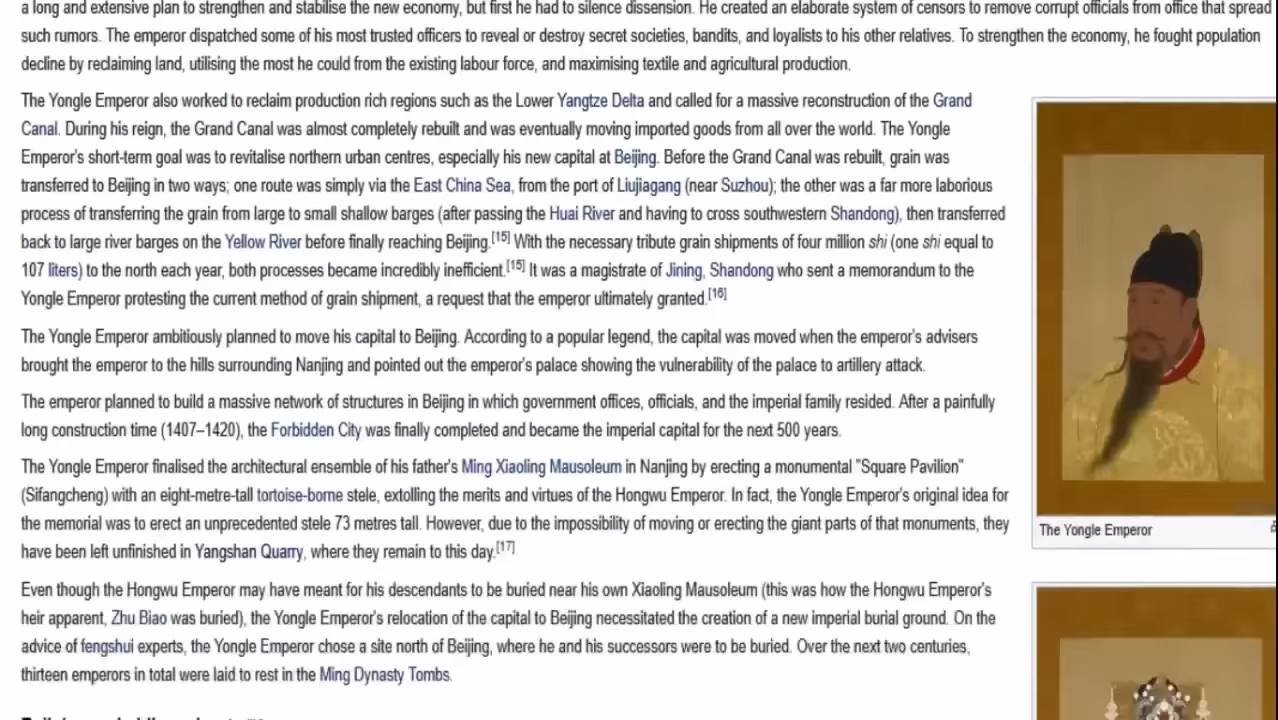 a long and extensive plan to strengthen and stabilise the new economy, but first he had to silence dissension. He created an elaborate system of censors to remove corrupt officials from office that spread
such rumors. The emperor dispatched some of his most trusted officers to reveal or destroy secret societies, bandits, and loyalists to his other relatives. To strengthen the economy, he fought population
decline by reclaiming land, utilising the most he could from the existing labour force, and maximising textile and agricultural production.
The Yongle Emperor also worked to reclaim production rich regions such as the Lower Yangtze Delta and called for a massive reconstruction of the Grand
Canal. During his reign, the Grand Canal was almost completely rebuilt and was eventually moving imported goods from all over the world. The Yongle
Emperor's short-term goal was to revitalise northern urban centres, especially his new capital at Beijing. Before the Grand Canal was rebuilt, grain was
transferred to Beijing in two ways; one route was simply via the East China Sea, from the port of Liujiagang (near Suzhou); the other was a far more laborious
process of transferring the grain from large to small shallow barges (after passing the Huai River and having to cross southwestern Shandong), then transferred
back to large river barges on the Yellow River before finally reaching Beijing.[15] With the necessary tribute grain shipments of four million shi (one shi equal to
107 liters) to the north each year, both processes became incredibly inefficient.[15] It was a magistrate of Jining, Shandong who sent a memorandum to the
Yongle Emperor protesting the current method of grain shipment, a request that the emperor ultimately granted.[16]
The Yongle Emperor ambitiously planned to move his capital to Beijing. According to a popular legend, the capital was moved when the emperor's advisers
brought the emperor to the hills surrounding Nanjing and pointed out the emperor's palace showing the vulnerability of the palace to artillery attack.
The emperor planned to build a massive network of structures in Beijing in which government offices, officials, and the imperial family resided. After a painfully
long construction time (1407–1420), the Forbidden City was finally completed and became the imperial capital for the next 500 years.
The Yongle Emperor finalised the architectural ensemble of his father's Ming Xiaoling Mausoleum in Nanjing by erecting a monumental "Square Pavilion"
(Sifangcheng) with an eight-metre-tall tortoise-borne stele, extolling the merits and virtues of the Hongwu Emperor. In fact, the Yongle Emperor's original idea for
the memorial was to erect an unprecedented stele 73 metres tall. However, due to the impossibility of moving or erecting the giant parts of that monuments, they
have been left unfinished in Yangshan Quarry, where they remain to this day.[17]
The Yongle Emperor
Even though the Hongwu Emperor may have meant for his descendants to be buried near his own Xiaoling Mausoleum (this was how the Hongwu Emperor's
heir apparent, Zhu Biao was buried), the Yongle Emperor's relocation of the capital to Beijing necessitated the creation of a new imperial burial ground. On the
advice of fengshui experts, the Yongle Emperor chose a site north of Beijing, where he and his successors were to be buried. Over the next two centuries,
thirteen emperors in total were laid to rest in the Ming Dynasty Tombs.